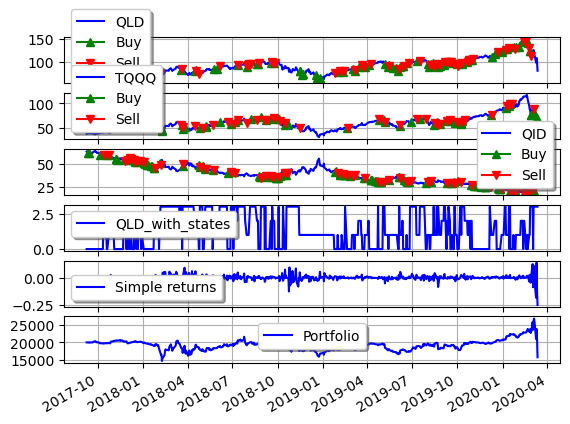 QLD
Buy
Sell
150
100
TQQQ
Buy
Sell
100
50
QID
Buy
Sell
50
25
QLD_with_states
2.5
0.0
Simple returns
0.00
−0.25
Portfolio
25000
20000
15000
2017-10 2018-01 2018-04 2018-07 2018-10 2019-01 2019-04 2019-07 2019-10 2020-01 2020-04